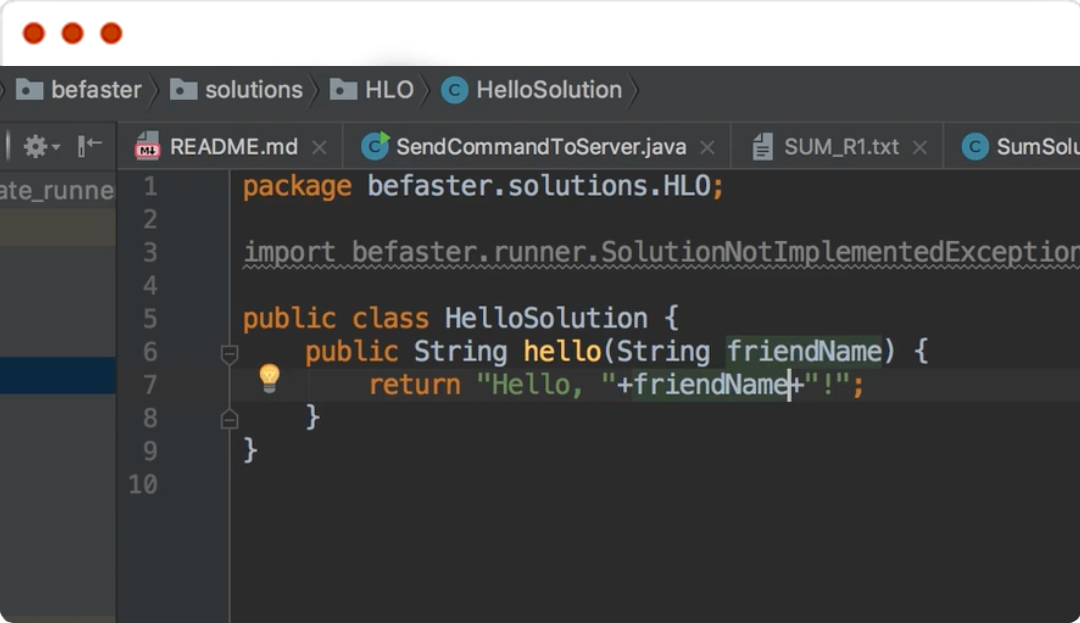 befaster solutions HLO C HelloSolution
README.md C SendCommandToServer.java SUM_R1.txt C SumSolu
ate_runne
1 package befaster.solutions.HLO;
2
3 import befaster.runner.SolutionNotImplementedException
4
5 public class HelloSolution {
6 public String hello(String friendName) {
7 return "Hello, "+friendName+"!";
8 }
9 }
10